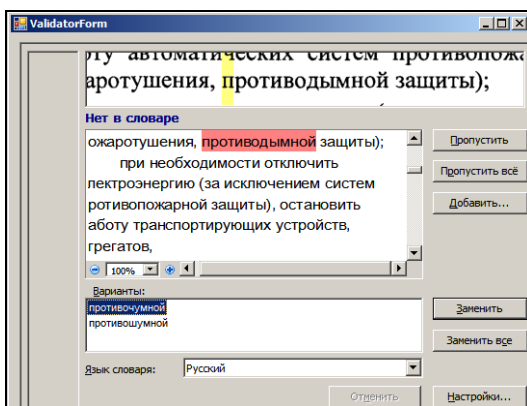 ValidatorForm
оту автоматических систем противопож
аротушения, противодымной защиты);
Нет в словаре
ожаротушения, противодымной защиты);
при необходимости отключить
лектроэнергию (за исключением систем
ротивопожарной защиты), остановить
аботу транспортирующих устройств,
грегатов,
100%
Пропустить
Пропустить всё
Добавить...
Варианты:
противочумной
противошумной
Заменить
Заменить все
Язык словаря:
Русский
Отменить
Настройки...